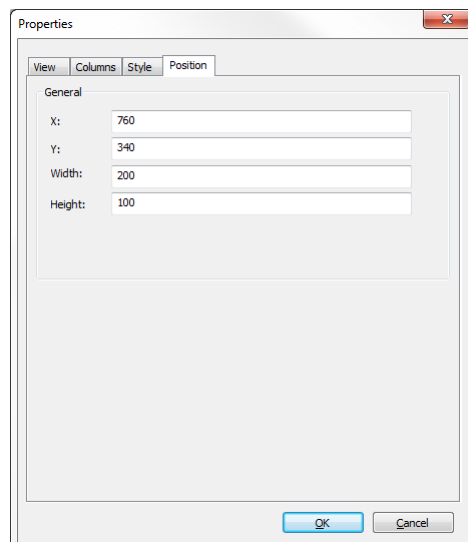 Properties
View Columns Style Position
General
X: 760
Y: 340
Width: 200
Height: 100
OK Cancel